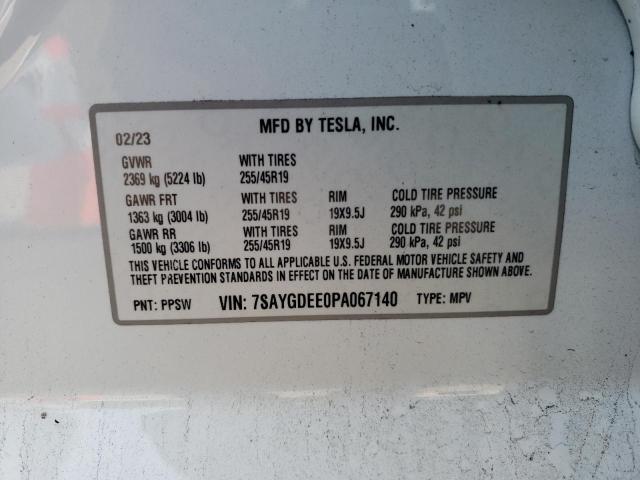 MFD BY TESLA, INC.
02/23
GVWR WITH TIRES
2369 kg (5224 lb) 255/45R19
GAWR FRT WITH TIRES RIM COLD TIRE PRESSURE
1363 kg (3004 lb) 255/45R19 19X9.5J 290 kPa, 42 psi
GAWR RR WITH TIRES RIM COLD TIRE PRESSURE
1500 kg (3306 lb) 255/45R19 19X9.5J 290 kPa, 42 psi
THIS VEHICLE CONFORMS TO ALL APPLICABLE U.S. FEDERAL MOTOR VEHICLE SAFETY AND
THEFT PREVENTION STANDARDS IN EFFECT ON THE DATE OF MANUFACTURE SHOWN ABOVE.
PNT: PPSW VIN: 7SAYGDEE0PA067140 TYPE: MPV